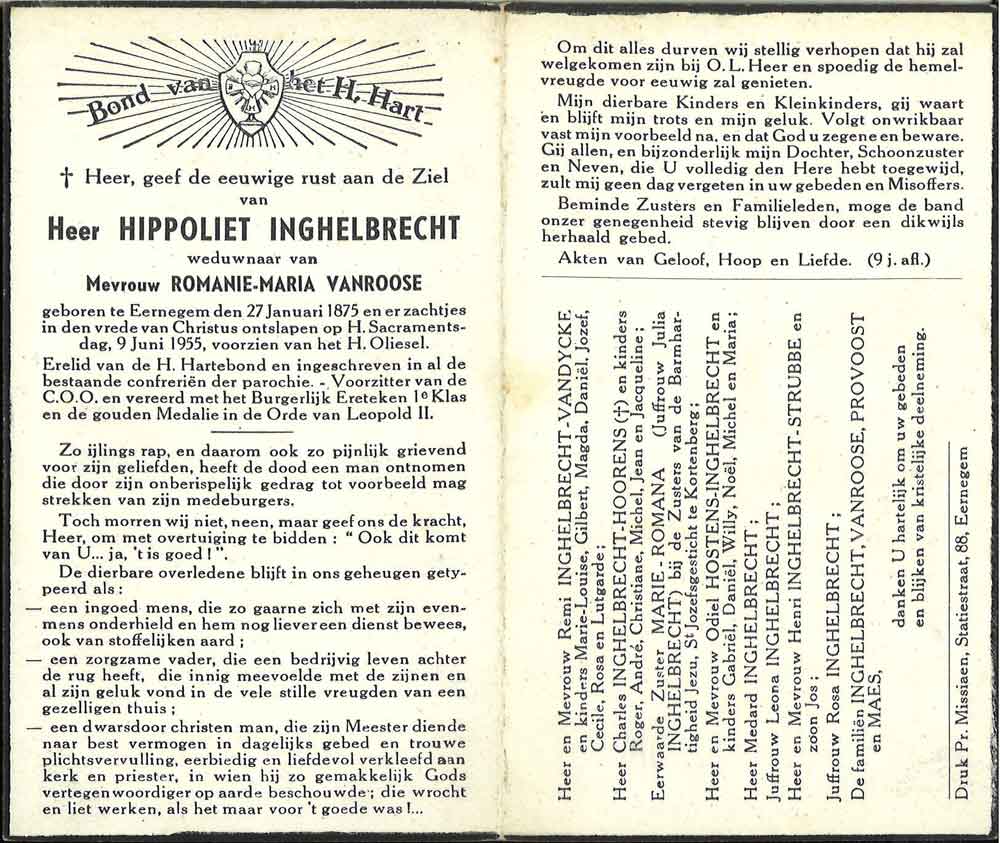 Bond van het H. Hart
† Heer, geef de eeuwige rust aan de Ziel
van
Heer HIPPOLIET INGHELBRECHT
weduwnaar van
Mevrouw ROMANIE-MARIA VANROOSE
geboren te Eernegem den 27 Januari 1875 en er zachtjes
in den vrede van Christus ontslapen op H. Sacraments-
dag, 9 Juni 1955, voorzien van het H. Oliesel.
Erelid van de H. Hartebond en ingeschreven in al de
bestaande confreriën der parochie. - Voorzitter van de
C.O.O. en vereerd met het Burgerlijk Ereteken 1e Klas
en de gouden Medalie in de Orde van Leopold II.
Zo ijlings rap, en daarom ook zo pijnlijk grievend
voor zijn geliefden, heeft de dood een man ontnomen
die door zijn onberispelijk gedrag tot voorbeeld mag
strekken van zijn medeburgers.
Toch morren wij niet, neen, maar geef ons de kracht,
Heer, om met overtuiging te bidden : “ Ook dit komt
van U... ja, 't is goed ! ”.
De dierbare overledene blijft in ons geheugen gety-
peerd als :
— een ingoed mens, die zo gaarne zich met zijn even-
mens onderhield en hem nog lievereen dienst bewees,
ook van stoffelijken aard ;
— een zorgzame vader, die een bedrijvig leven achter
de rug heeft, die innig meevoelde met de zijnen en
al zijn geluk vond in de vele stille vreugden van een
gezelligen thuis ;
— een dwarsdoor christen man, die zijn Meester diende
naar best vermogen in dagelijks gebed en trouwe
plichtsvervulling, eerbiedig en liefdevol verkleefd aan
kerk en priester, in wien hij zo gemakkelijk Gods
vertegenwoordiger op aarde beschouwde ; die wrocht
en liet werken, als het maar voor 't goede was !...
Om dit alles durven wij stellig verhopen dat hij zal
welgekomen zijn bij O. L. Heer en spoedig de hemel-
vreugde voor eeuwig zal genieten.
Mijn dierbare Kinders en Kleinkinders, gij waart
en blijft mijn trots en mijn geluk. Volgt onwrikbaar
vast mijn voorbeeld na, en dat God u zegene en beware.
Gij allen, en bijzonderlijk mijn Dochter, Schoonzuster
en Neven, die U volledig den Here hebt toegewijd,
zult mij geen dag vergeten in uw gebeden en Misoffers.
Beminde Zusters en Familieleden, moge de band
onzer genegenheid stevig blijven door een dikwijls
herhaald gebed.
Akten van Geloof, Hoop en Liefde. (9 j. afl.)
Heer en Mevrouw Remi INGHELBRECHT-VANDYCKE
en kinders Marie-Louise, Gilbert, Magda, Daniël, Jozef,
Cecile, Rosa en Lutgarde ;
Heer Charles INGHELBRECHT-HOORENS (†) en kinders
Roger, André, Christiane, Michel, Jean en Jacqueline ;
Eerwaarde Zuster MARIE-ROMANA (Juffrouw Julia
INGHELBRECHT) bij de Zusters van de Barmhar-
tigheid Jezu, St Jozefsgesticht te Kortenberg ;
Heer en Mevrouw Odiel HOSTENS-INGHELBRECHT en
kinders Gabriël, Daniël, Willy, Noël, Michel en Maria ;
Heer Medard INGHELBRECHT ;
Juffrouw Leona INGHELBRECHT ;
Heer en Mevrouw Henri INGHELBRECHT-STRUBBE en
zoon Jos ;
Juffrouw Rosa INGHELBRECHT ;
De familiën INGHELBRECHT, VANROOSE, PROVOOST
en MAES,
danken U hartelijk om uw gebeden
en blijken van kristelijke deelneming.
Druk Pr. Missiaen, Statiestraat, 88, Eernegem